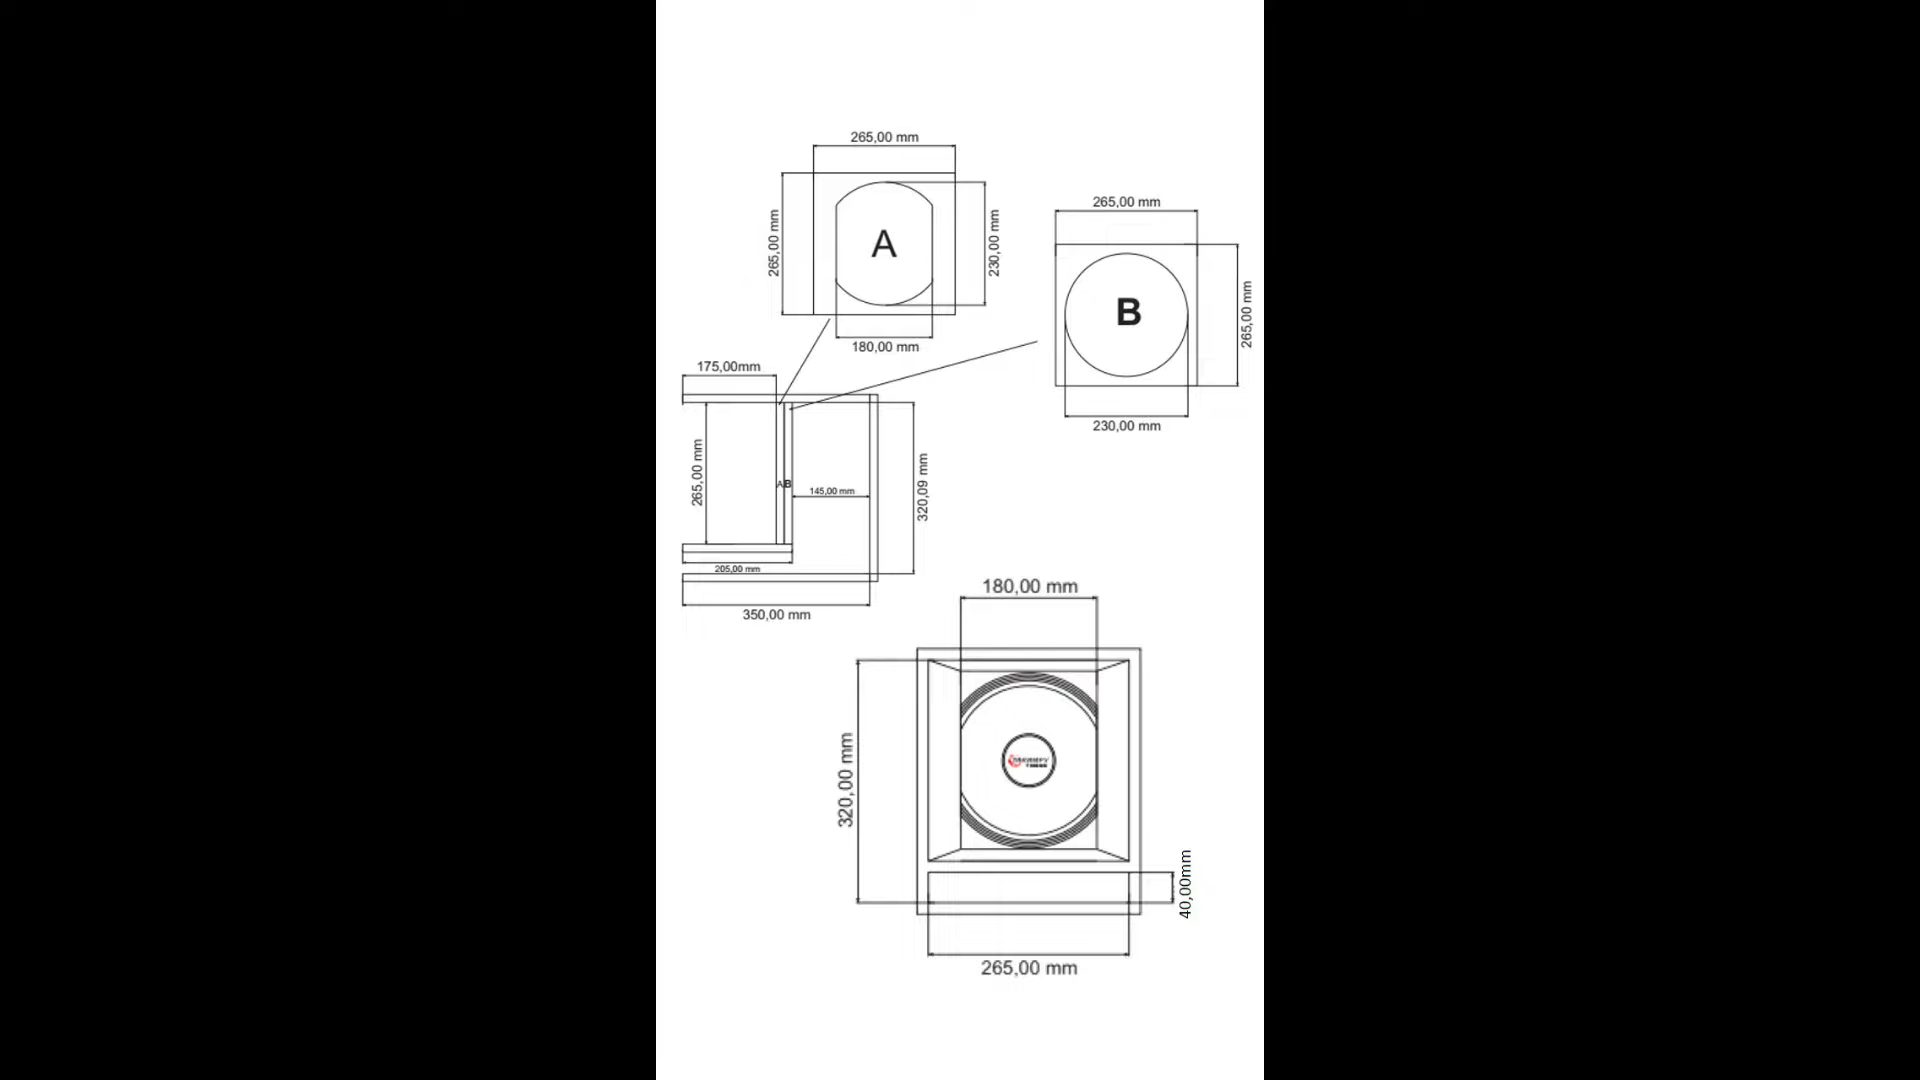 265,00 mm
265,00 mm
A
230,00 mm
180,00 mm
265,00 mm
B
265,00 mm
230,00 mm
175,00mm
265,00 mm
A B
145,00 mm
320,09 mm
205,00 mm
350,00 mm
180,00 mm
320,00 mm
40,00mm
265,00 mm